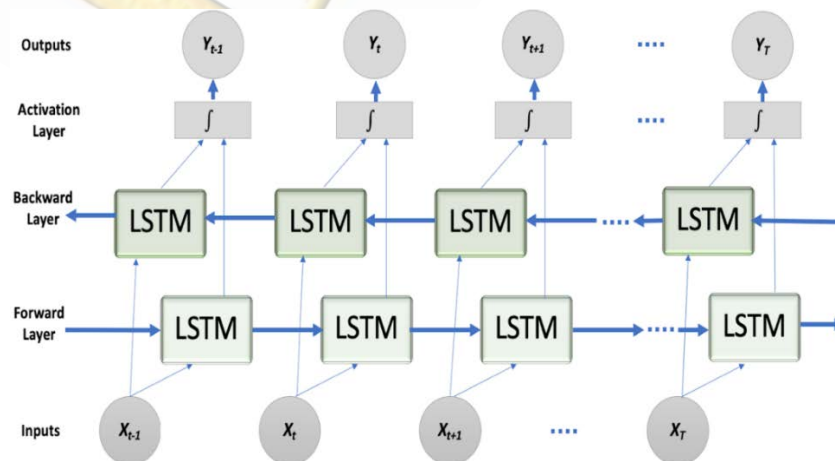 Outputs Y_{t-1} Y_t Y_{t+1} .... Y_T
Activation ∫ ∫ ∫ .... ∫
Layer
Backward LSTM LSTM LSTM .... LSTM
Layer
Forward LSTM LSTM LSTM .... LSTM
Layer
Inputs X_{t-1} X_t X_{t+1} .... X_T